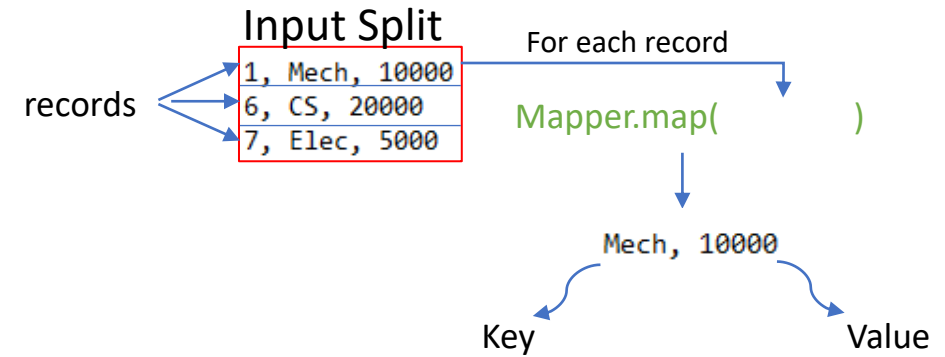 Input Split
For each record
records
1, Mech, 10000
6, CS, 20000
7, Elec, 5000
Mapper.map( )
Mech, 10000
Key
Value